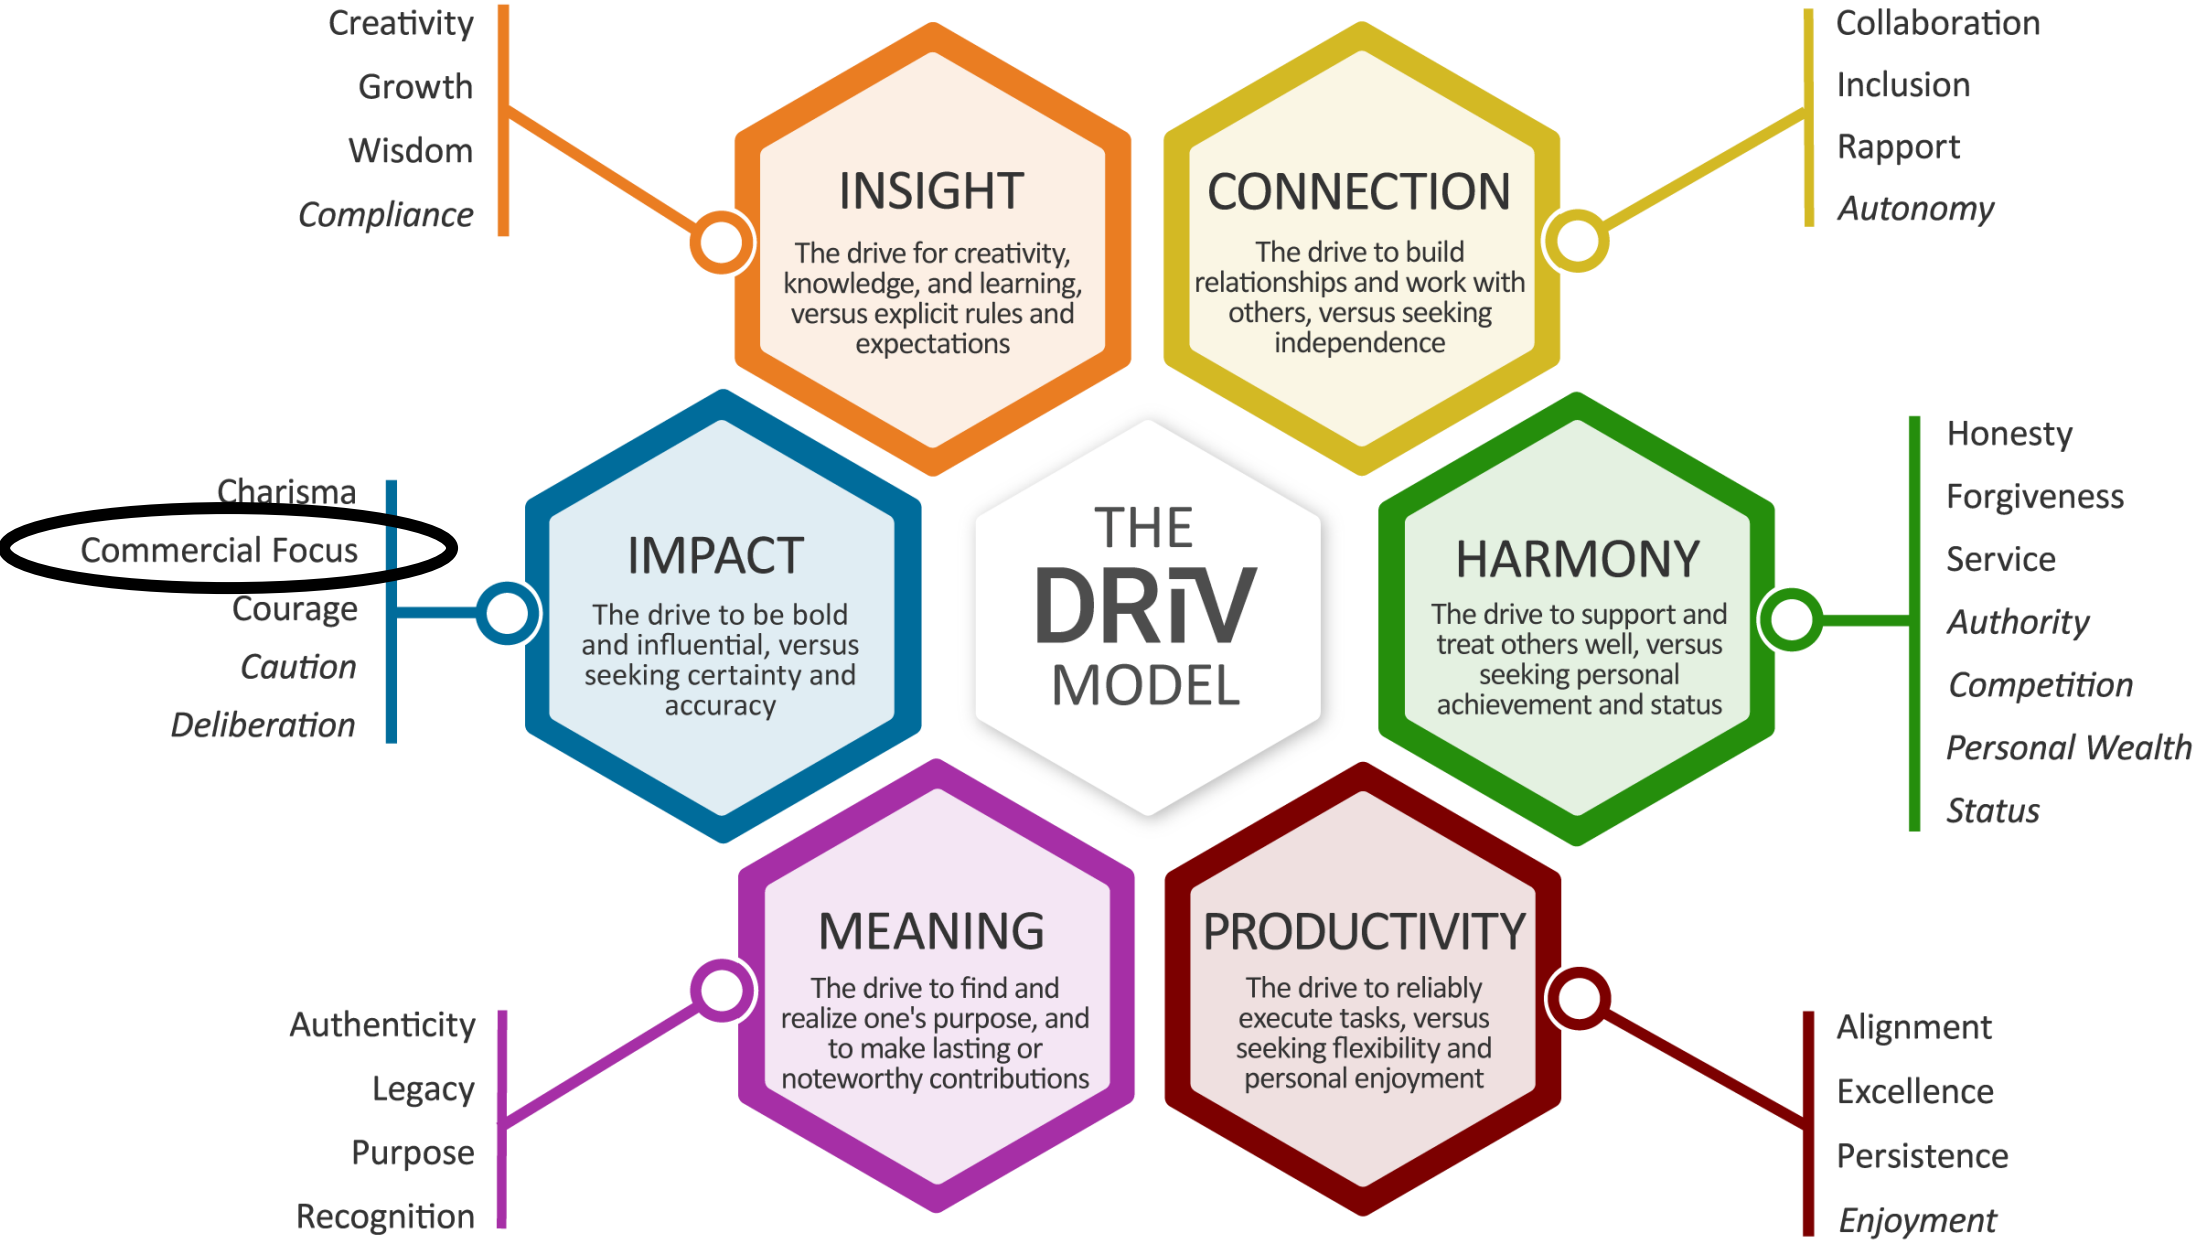 Creativity
Growth
Wisdom
Compliance
INSIGHT
The drive for creativity,
knowledge, and learning,
versus explicit rules and
expectations
CONNECTION
The drive to build
relationships and work with
others, versus seeking
independence
Collaboration
Inclusion
Rapport
Autonomy
Charisma
Commercial Focus
Courage
Caution
Deliberation
IMPACT
The drive to be bold
and influential, versus
seeking certainty and
accuracy
THE
DRiV
MODEL
HARMONY
The drive to support and
treat others well, versus
seeking personal
achievement and status
Honesty
Forgiveness
Service
Authority
Competition
Personal Wealth
Status
Authenticity
Legacy
Purpose
Recognition
MEANING
The drive to find and
realize one's purpose, and
to make lasting or
noteworthy contributions
PRODUCTIVITY
The drive to reliably
execute tasks, versus
seeking flexibility and
personal enjoyment
Alignment
Excellence
Persistence
Enjoyment